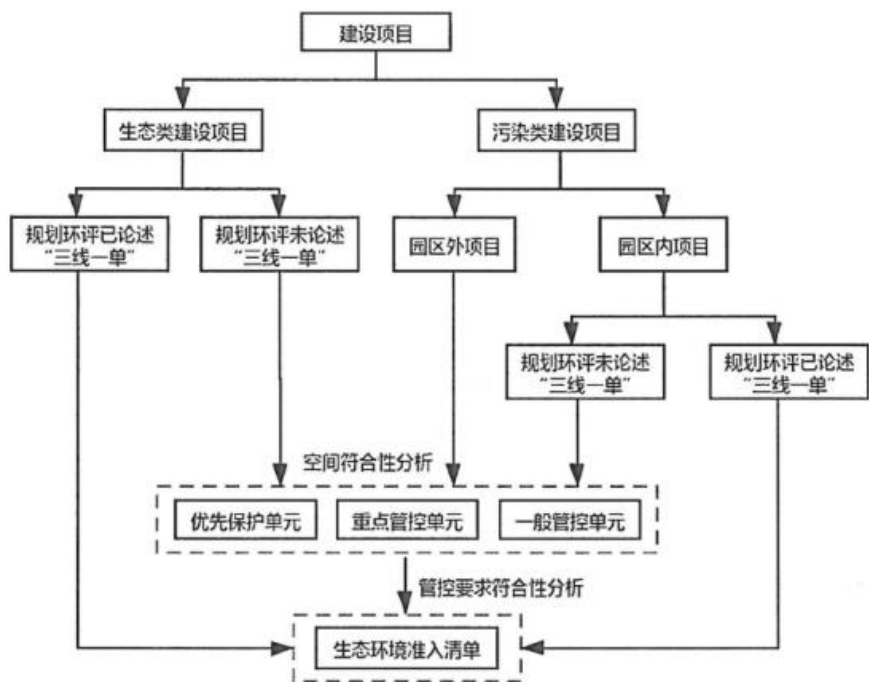 建设项目
生态类建设项目
污染类建设项目
规划环评已论述
“三线一单”
规划环评未论述
“三线一单”
园区外项目
园区内项目
规划环评未论述
“三线一单”
规划环评已论述
“三线一单”
空间符合性分析
优先保护单元
重点管控单元
一般管控单元
管控要求符合性分析
生态环境准入清单